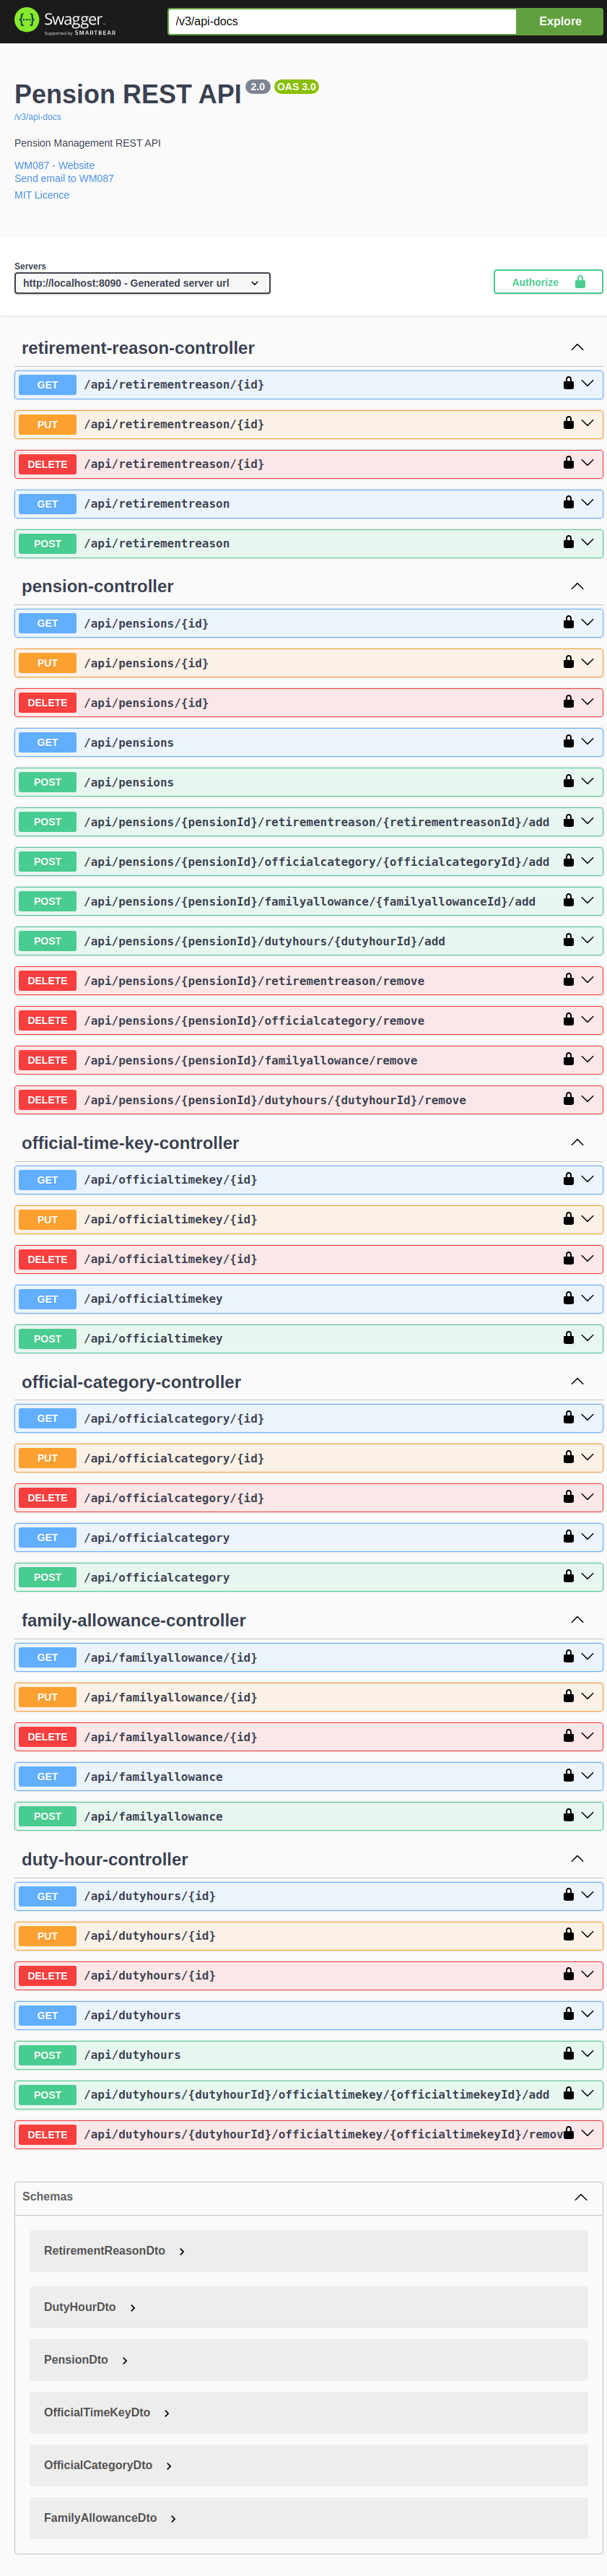 Swagger.
Supported by SMARTBEAR
/v3/api-docs
Explore
Pension REST API 2.0 OAS 3.0
/v3/api-docs
Pension Management REST API
WM087 - Website
Send email to WM087
MIT Licence
Servers
http://localhost:8090 - Generated server url
Authorize
retirement-reason-controller
GET /api/retirementreason/{id}
PUT /api/retirementreason/{id}
DELETE /api/retirementreason/{id}
GET /api/retirementreason
POST /api/retirementreason
pension-controller
GET /api/pensions/{id}
PUT /api/pensions/{id}
DELETE /api/pensions/{id}
GET /api/pensions
POST /api/pensions
POST /api/pensions/{pensionId}/retirementreason/{retirementreasonId}/add
POST /api/pensions/{pensionId}/officialcategory/{officialcategoryId}/add
POST /api/pensions/{pensionId}/familyallowance/{familyallowanceId}/add
POST /api/pensions/{pensionId}/dutyhours/{dutyhourId}/add
DELETE /api/pensions/{pensionId}/retirementreason/remove
DELETE /api/pensions/{pensionId}/officialcategory/remove
DELETE /api/pensions/{pensionId}/familyallowance/remove
DELETE /api/pensions/{pensionId}/dutyhours/{dutyhourId}/remove
official-time-key-controller
GET /api/officialtimekey/{id}
PUT /api/officialtimekey/{id}
DELETE /api/officialtimekey/{id}
GET /api/officialtimekey
POST /api/officialtimekey
official-category-controller
GET /api/officialcategory/{id}
PUT /api/officialcategory/{id}
DELETE /api/officialcategory/{id}
GET /api/officialcategory
POST /api/officialcategory
family-allowance-controller
GET /api/familyallowance/{id}
PUT /api/familyallowance/{id}
DELETE /api/familyallowance/{id}
GET /api/familyallowance
POST /api/familyallowance
duty-hour-controller
GET /api/dutyhours/{id}
PUT /api/dutyhours/{id}
DELETE /api/dutyhours/{id}
GET /api/dutyhours
POST /api/dutyhours
POST /api/dutyhours/{dutyhourId}/officialtimekey/{officialtimekeyId}/add
DELETE /api/dutyhours/{dutyhourId}/officialtimekey/{officialtimekeyId}/remov
Schemas
RetirementReasonDto
DutyHourDto
PensionDto
OfficialTimeKeyDto
OfficialCategoryDto
FamilyAllowanceDto